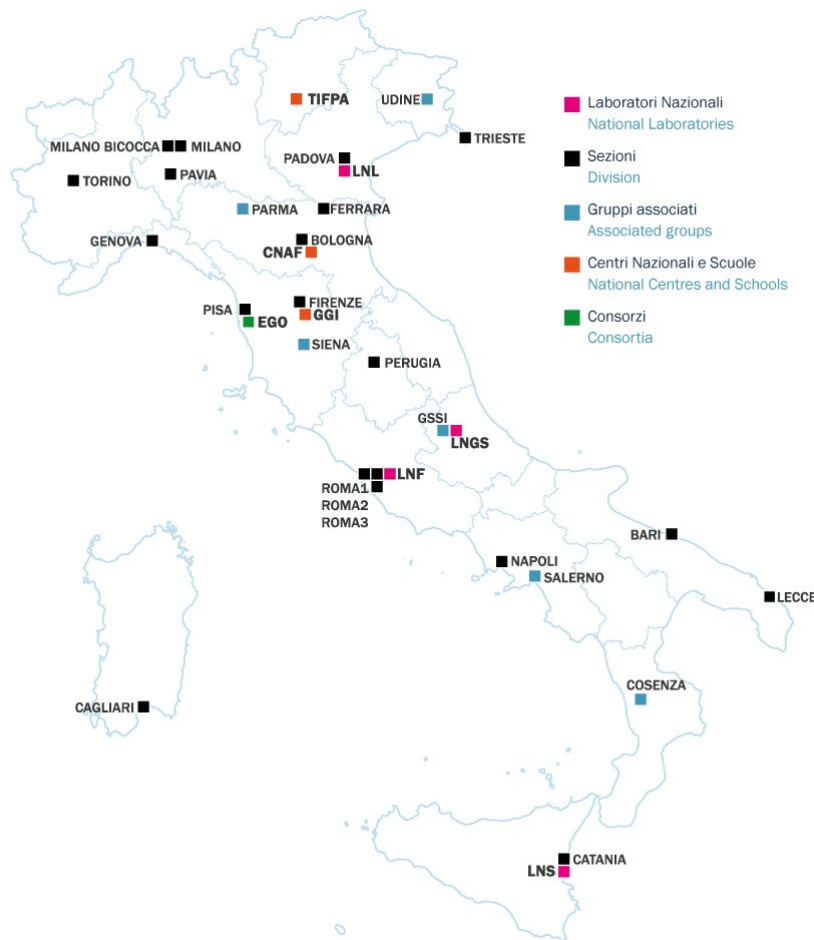 TIFPA
UDINE
TRIESTE
MILANO BICOCCA
MILANO
PADOVA
LNL
TORINO
PAVIA
PARMA
FERRARA
GENOVA
BOLOGNA
CNAF
PISA
FIRENZE
EGO
GGI
SIENA
PERUGIA
GSSI
LNGS
LNF
ROMA1
ROMA2
ROMA3
BARI
NAPOLI
SALERNO
LECCE
COSENZA
CAGLIARI
CATANIA
LNS
Laboratori Nazionali
National Laboratories
Sezioni
Division
Gruppi associati
Associated groups
Centri Nazionali e Scuole
National Centres and Schools
Consorzi
Consortia